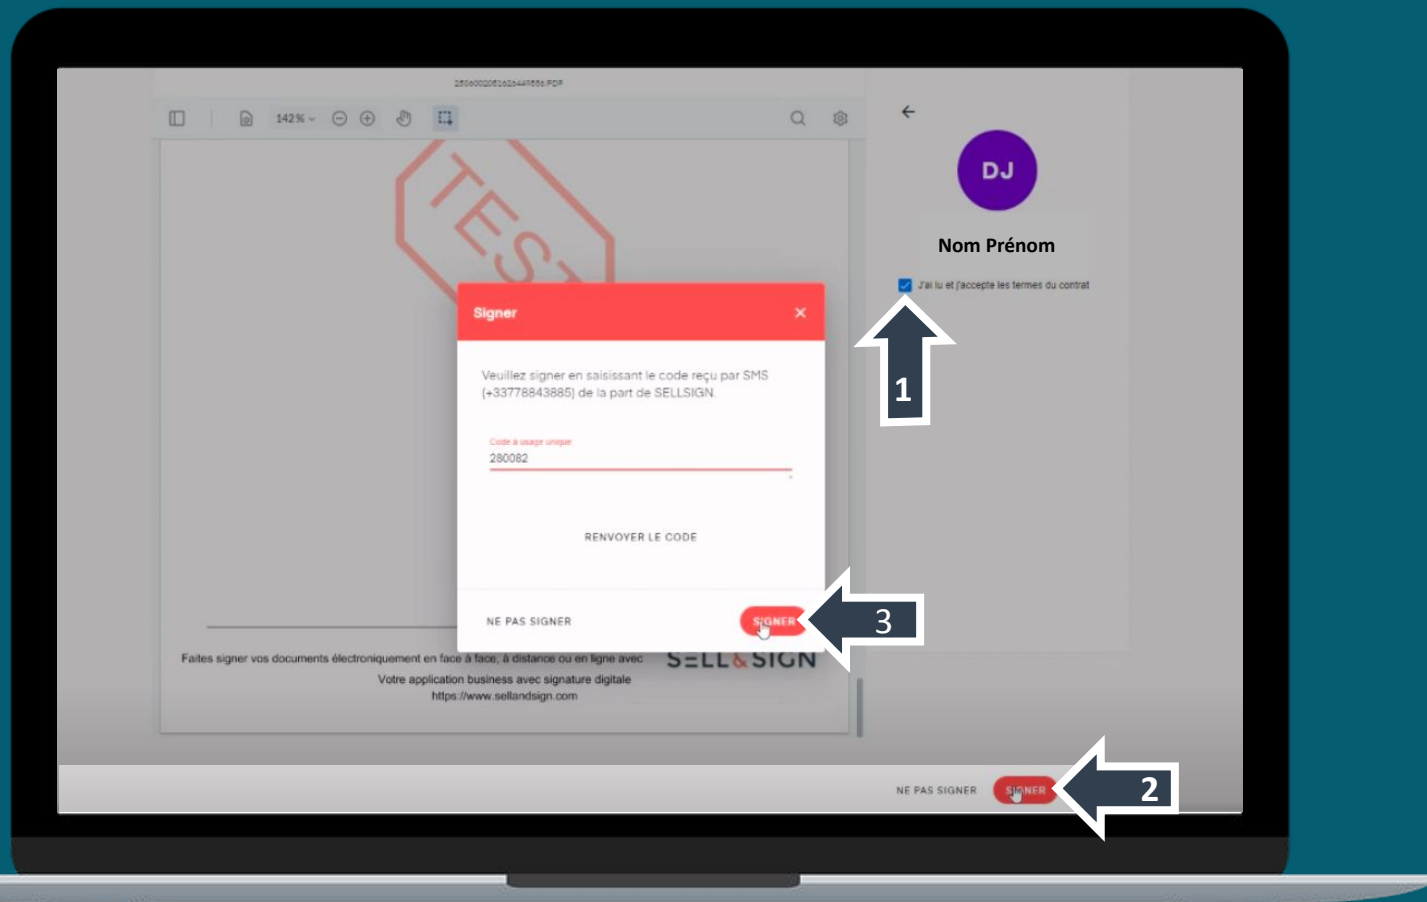 2506002051626449886.PDF
142%
DJ
TEST
Nom Prénom
J'ai lu et j'accepte les termes du contrat
1
Signer
Veuillez signer en saisissant le code reçu par SMS
(+33778843885) de la part de SELLSIGN.
Code à usage unique
280082
RENVOYER LE CODE
NE PAS SIGNER
SIGNER
3
Faites signer vos documents électroniquement en face à face, à distance ou en ligne avec
SELL&SIGN
Votre application business avec signature digitale
https://www.sellandsign.com
NE PAS SIGNER
SIGNER
2